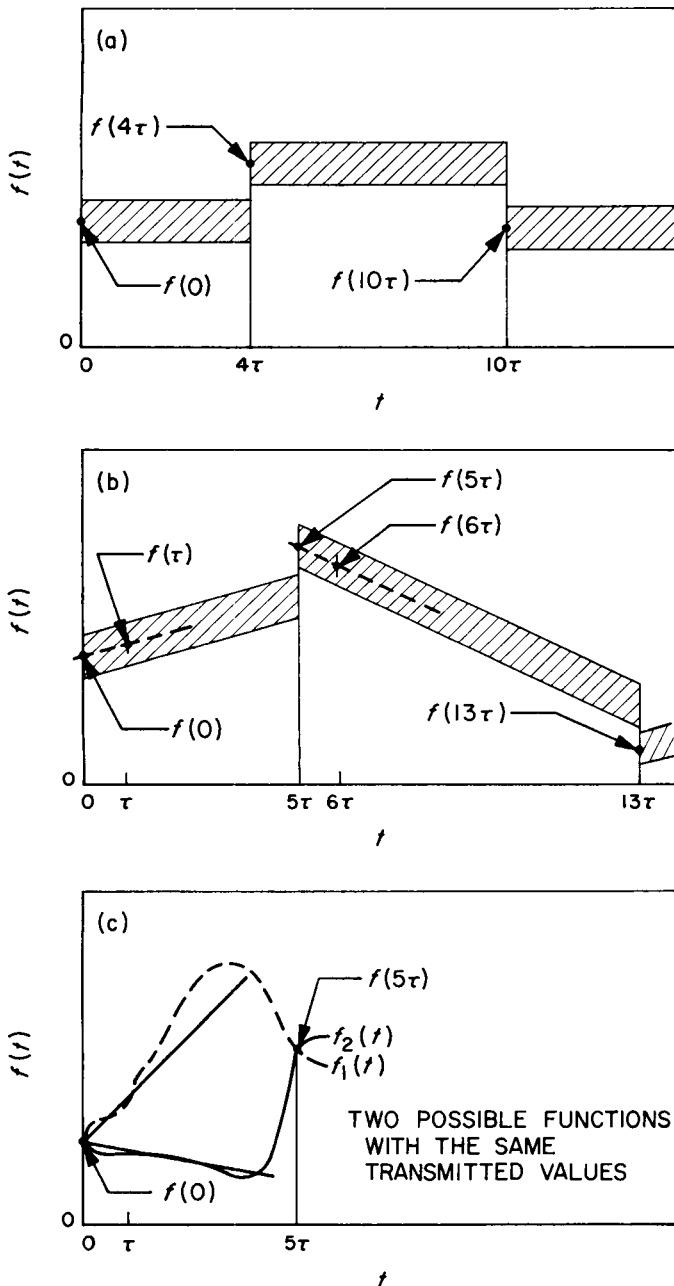 (a)
f(4τ)
f(t)
f(0)
f(10τ)
0
0 4τ 10τ
t
(b)
f(5τ)
f(6τ)
f(τ)
f(t)
f(0)
f(13τ)
0
0 τ 5τ 6τ 13τ
t
(c)
f(5τ)
f₂(t)
f₁(t)
f(t)
TWO POSSIBLE FUNCTIONS
WITH THE SAME
TRANSMITTED VALUES
f(0)
0
0 τ 5τ
t